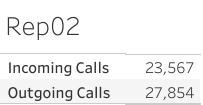 Rep02
Incoming Calls 23,567
Outgoing Calls 27,854